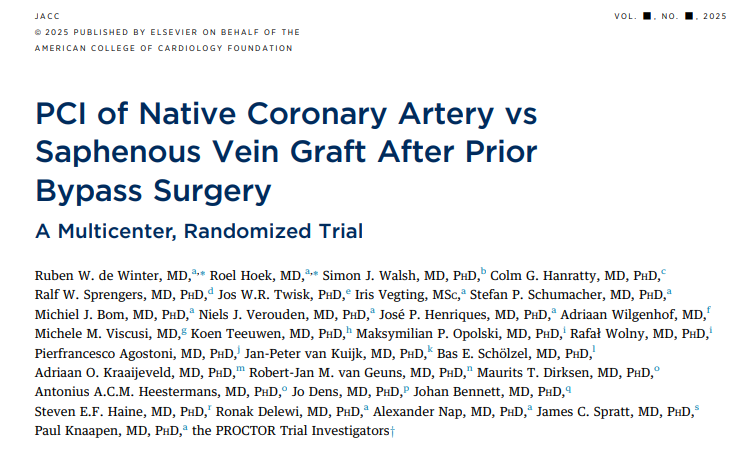 JACC
VOL. ■, NO. ■, 2025
© 2025 PUBLISHED BY ELSEVIER ON BEHALF OF THE
AMERICAN COLLEGE OF CARDIOLOGY FOUNDATION
PCI of Native Coronary Artery vs
Saphenous Vein Graft After Prior
Bypass Surgery
A Multicenter, Randomized Trial
Ruben W. de Winter, MD,a,* Roel Hoek, MD,a,* Simon J. Walsh, MD, PHD,b Colm G. Hanratty, MD, PHD,c
Ralf W. Sprengers, MD, PHD,d Jos W.R. Twisk, PHD,e Iris Vegting, MSC,a Stefan P. Schumacher, MD, PHD,a
Michiel J. Bom, MD, PHD,a Niels J. Verouden, MD, PHD,a José P. Henriques, MD, PHD,a Adriaan Wilgenhof, MD,f
Michele M. Viscusi, MD,g Koen Teeuwen, MD, PHD,h Maksymilian P. Opolski, MD, PHD,i Rafał Wolny, MD, PHD,i
Pierfrancesco Agostoni, MD, PHD,j Jan-Peter van Kuijk, MD, PHD,k Bas E. Schölzel, MD, PHD,l
Adriaan O. Kraaijeveld, MD, PHD,m Robert-Jan M. van Geuns, MD, PHD,n Maurits T. Dirksen, MD, PHD,o
Antonius A.C.M. Heestermans, MD, PHD,o Jo Dens, MD, PHD,p Johan Bennett, MD, PHD,q
Steven E.F. Haine, MD, PHD,r Ronak Delewi, MD, PHD,a Alexander Nap, MD, PHD,a James C. Spratt, MD, PHD,s
Paul Knaapen, MD, PHD,a the PROCTOR Trial Investigators†